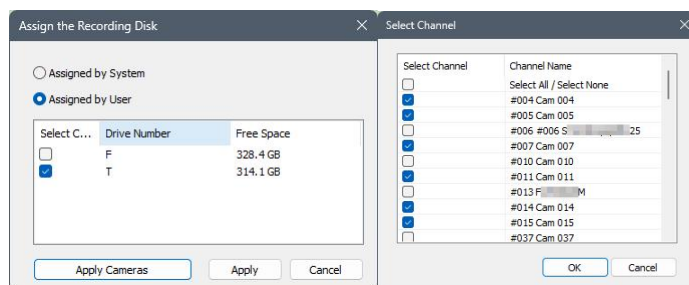 Assign the Recording Disk
Assigned by System
Assigned by User
Select C... Drive Number Free Space
F 328.4 GB
T 314.1 GB
Apply Cameras Apply Cancel
Select Channel
Select Channel Channel Name
Select All / Select None
#004 Cam 004
#005 Cam 005
#006 #006 S 25
#007 Cam 007
#010 Cam 010
#011 Cam 011
#013 F M
#014 Cam 014
#015 Cam 015
#037 Cam 037
OK Cancel